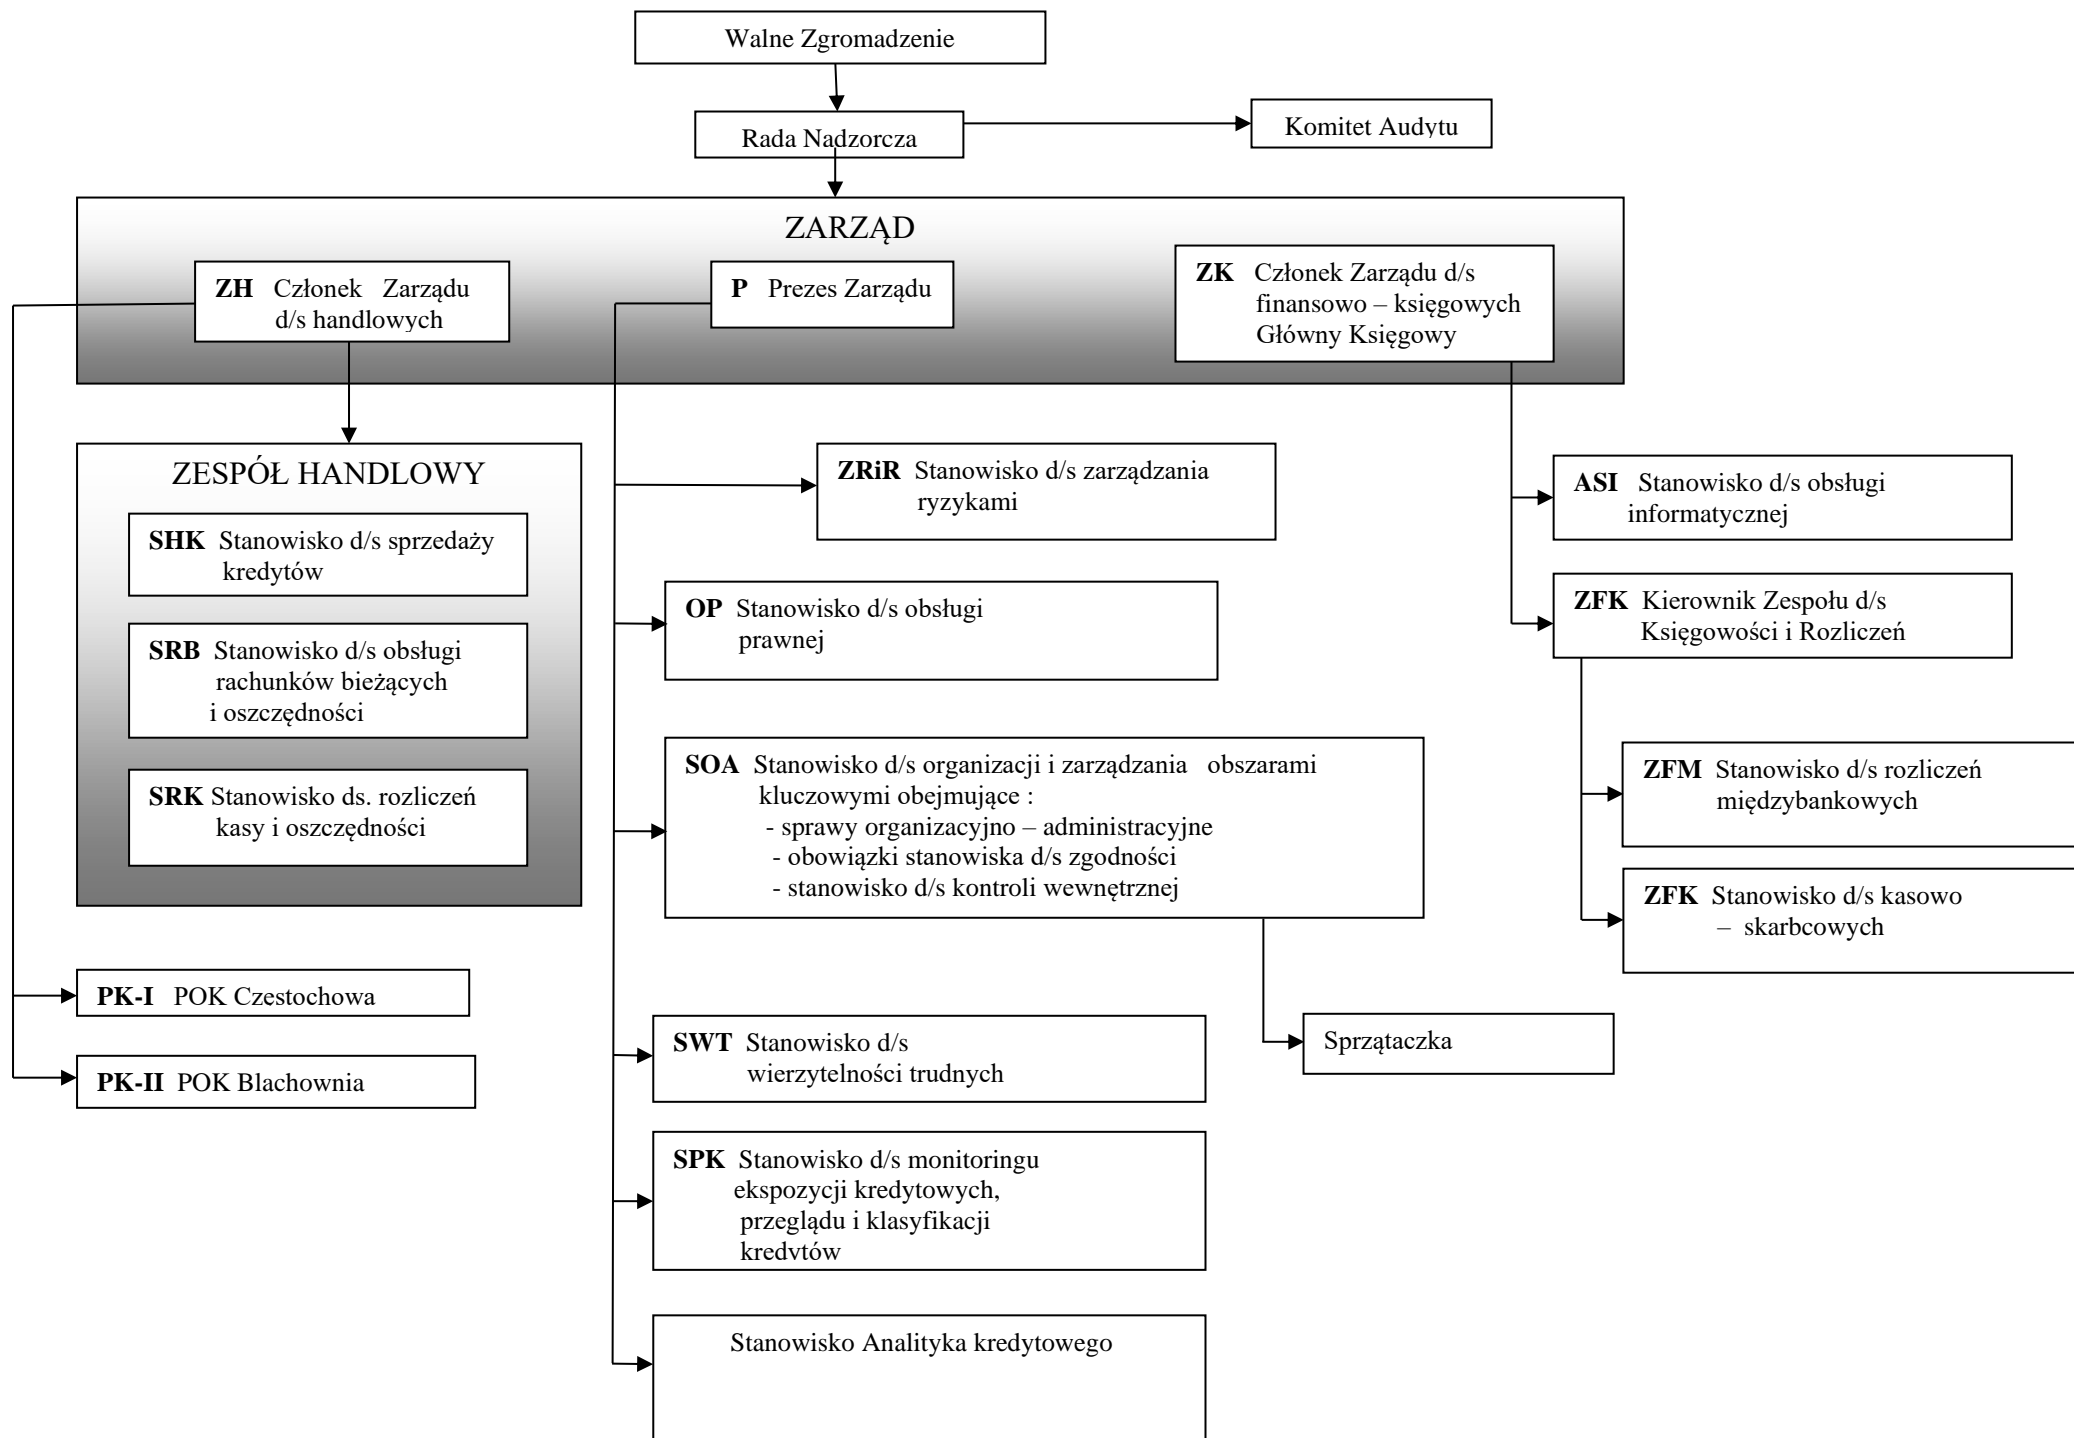 Walne Zgromadzenie
Rada Nadzorcza
Komitet Audytu
ZARZĄD
ZH Członek Zarządu
d/s handlowych
P Prezes Zarządu
ZK Członek Zarządu d/s
finansowo – księgowych
Główny Księgowy
ZESPÓŁ HANDLOWY
SHK Stanowisko d/s sprzedaży
kredytów
SRB Stanowisko d/s obsługi
rachunków bieżących
i oszczędności
SRK Stanowisko ds. rozliczeń
kasy i oszczędności
PK-I POK Częstochowa
PK-II POK Blachownia
ZRiR Stanowisko d/s zarządzania
ryzykami
OP Stanowisko d/s obsługi
prawnej
SOA Stanowisko d/s organizacji i zarządzania obszarami
kluczowymi obejmujące :
- sprawy organizacyjno – administracyjne
- obowiązki stanowiska d/s zgodności
- stanowisko d/s kontroli wewnętrznej
Sprzątaczka
SWT Stanowisko d/s
wierzytelności trudnych
SPK Stanowisko d/s monitoringu
ekspozycji kredytowych,
przeglądu i klasyfikacji
kredytów
Stanowisko Analityka kredytowego
ASI Stanowisko d/s obsługi
informatycznej
ZFK Kierownik Zespołu d/s
Księgowości i Rozliczeń
ZFM Stanowisko d/s rozliczeń
międzybankowych
ZFK Stanowisko d/s kasowo
– skarbcowych